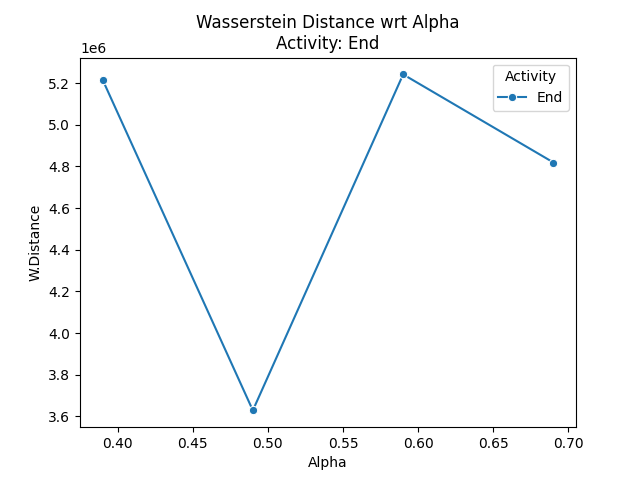 Wasserstein Distance wrt Alpha
Activity: End
1e6
Activity
End
5.2
5.0
4.8
4.6
4.4
4.2
4.0
3.8
3.6
W.Distance
0.40 0.45 0.50 0.55 0.60 0.65 0.70
Alpha